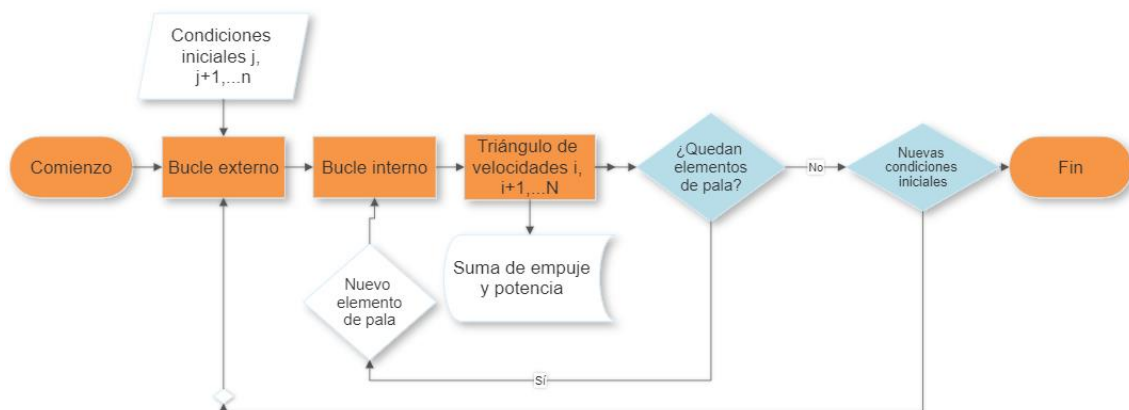 Condiciones
iniciales j,
j+1,...n
Comienzo
Bucle externo
Bucle interno
Triángulo de
velocidades i,
i+1,...N
¿Quedan
elementos
de pala?
No
Nuevas
condiciones
iniciales
Fin
Suma de empuje
y potencia
Nuevo
elemento
de pala
Sí